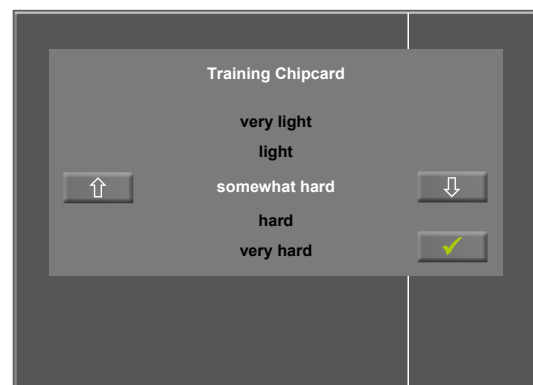 Training Chipcard
very light
light
somewhat hard
hard
very hard